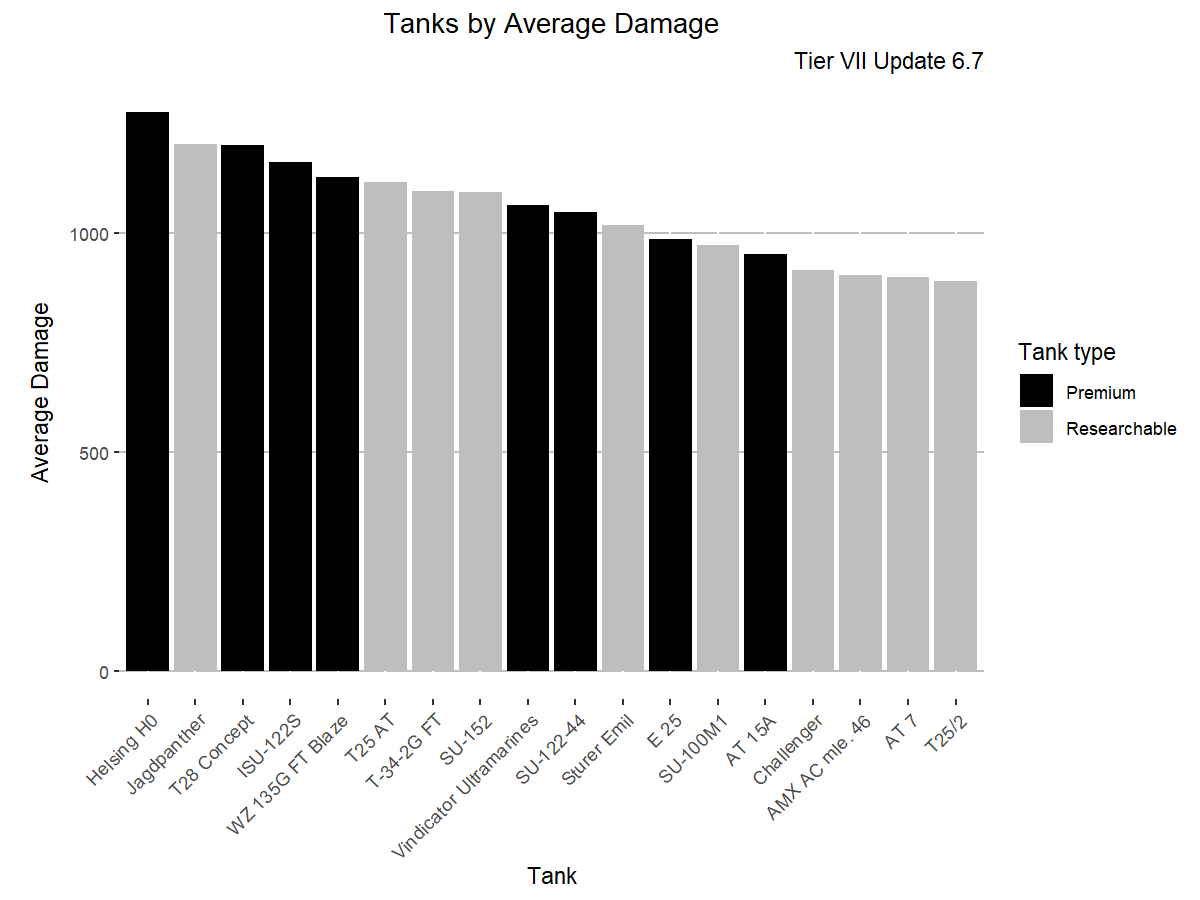 Tanks by Average Damage
Tier VII Update 6.7
Average Damage
1000
500
0
Helsing H0
Jagdpanther
T28 Concept
ISU-122S
WZ 135G FT Blaze
T25 AT
T-34-2G FT
SU-152
Vindicator Ultramarines
SU-122-44
Sturer Emil
E 25
SU-100M1
AT 15A
Challenger
AMX AC mle. 46
AT 7
T25/2
Tank
Tank type
Premium
Researchable